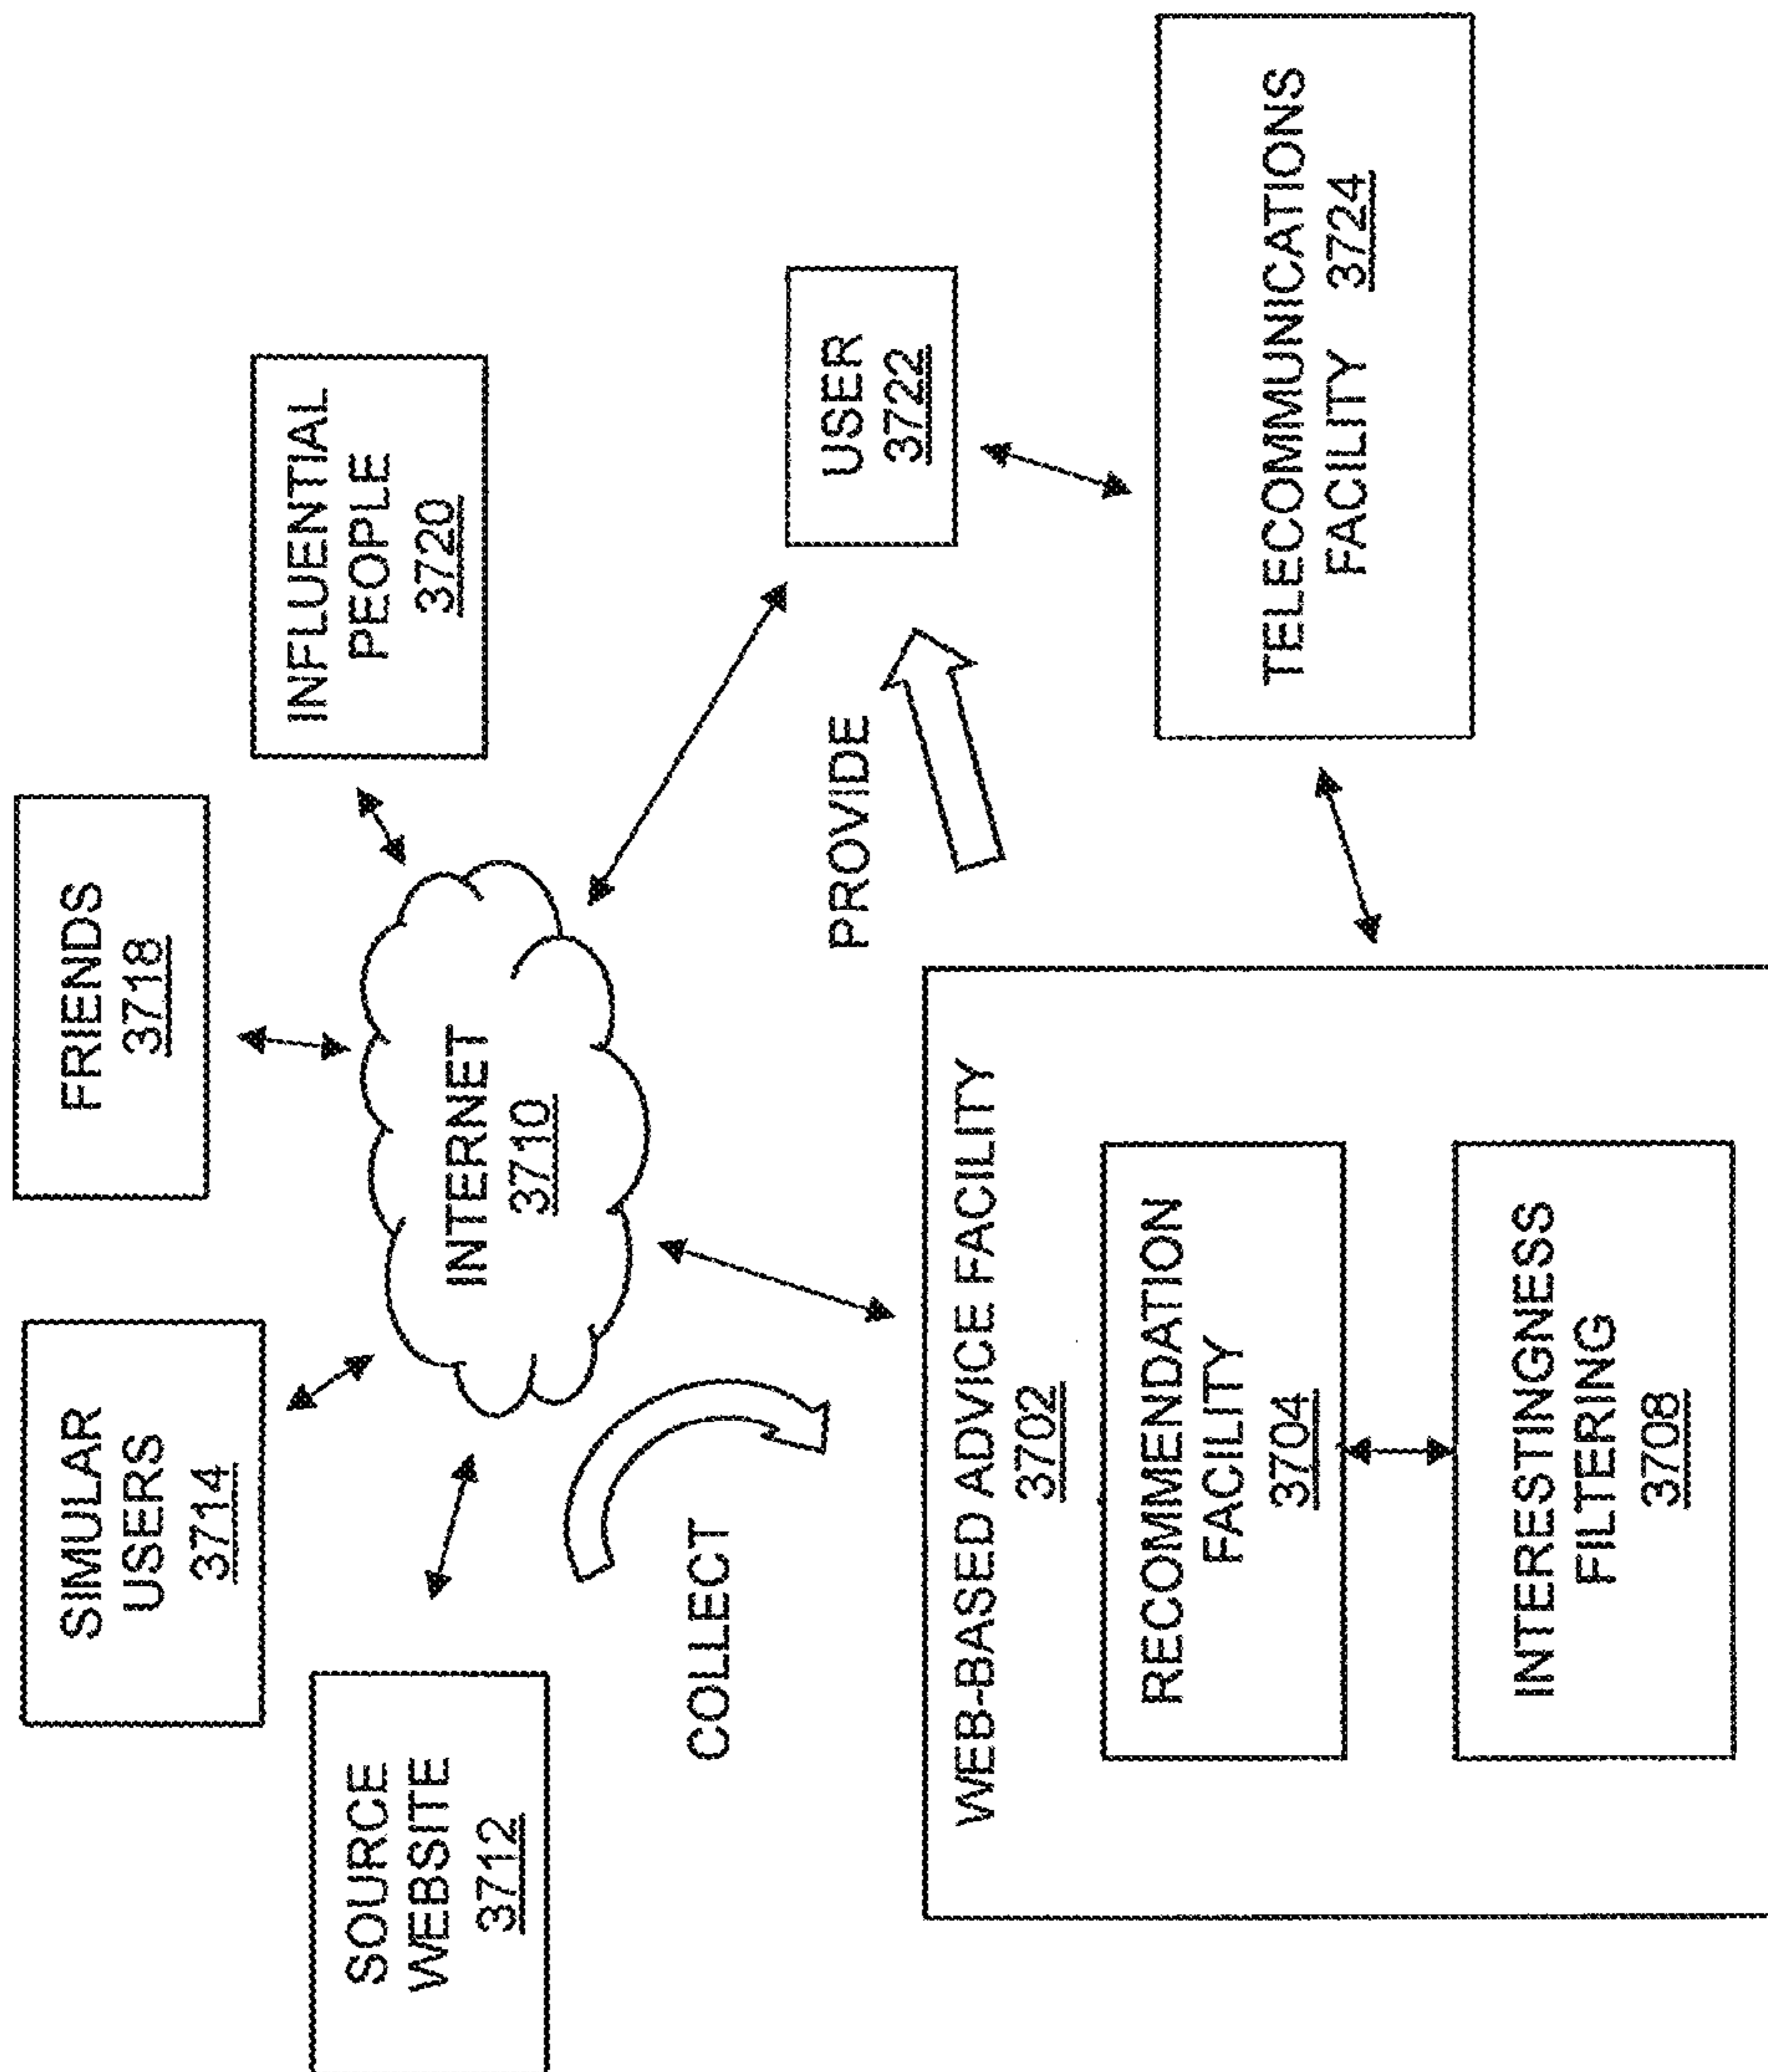 SOURCE
WEBSITE
3712
SIMULAR
USERS
3714
FRIENDS
3718
INFLUENTIAL
PEOPLE
3720
INTERNET
3710
COLLECT
PROVIDE
USER
3722
WEB-BASED ADVICE FACILITY
3702
RECOMMENDATION
FACILITY
3704
INTERESTINGNESS
FILTERING
3708
TELECOMMUNICATIONS
FACILITY 3724